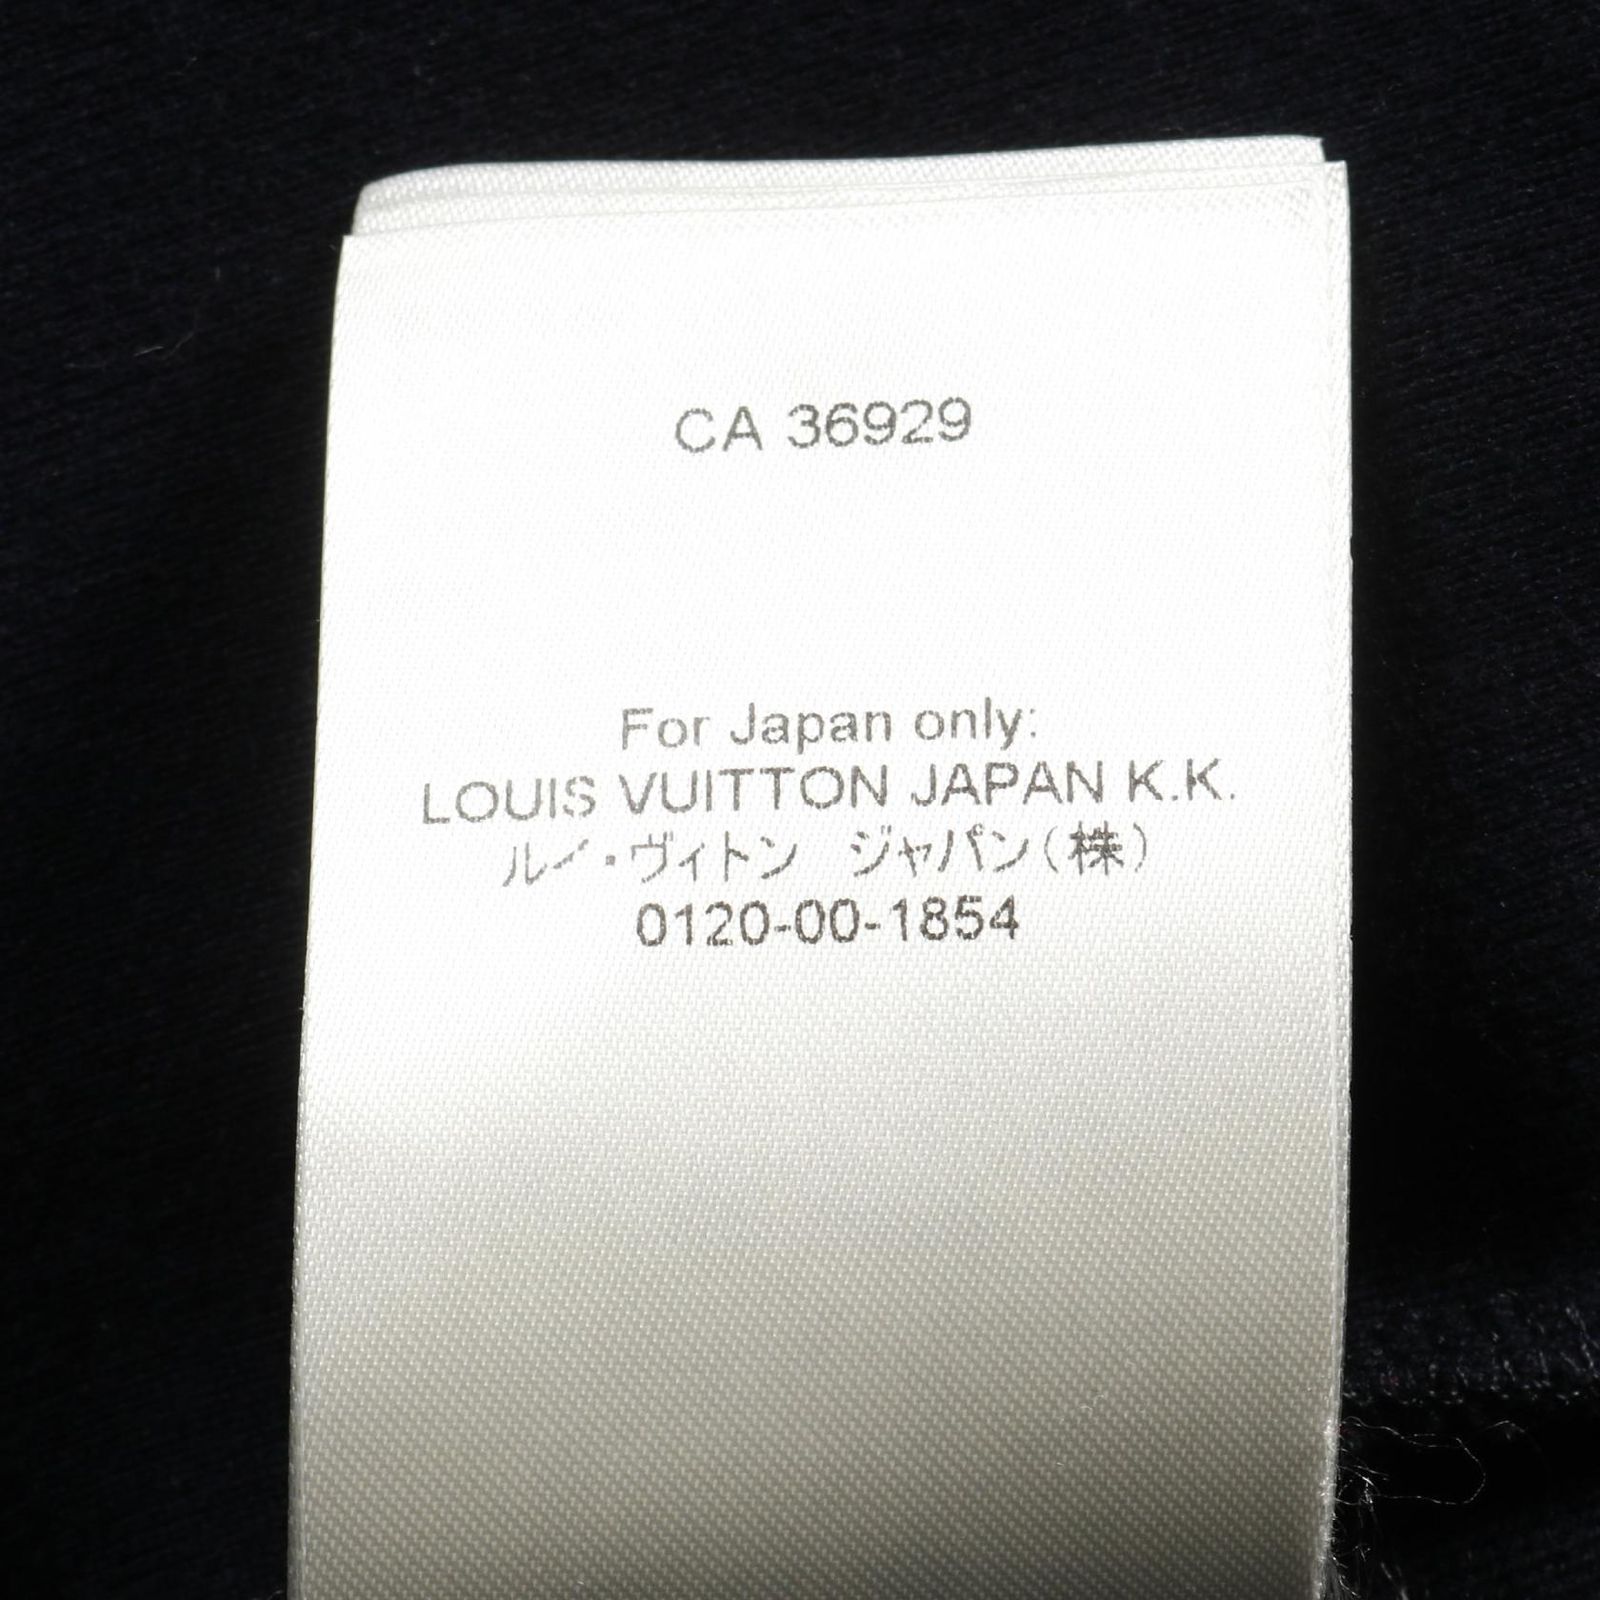 CA 36929
For Japan only:
LOUIS VUITTON JAPAN K.K.
ルイ・ヴィトン　ジャパン(株)
0120-00-1854